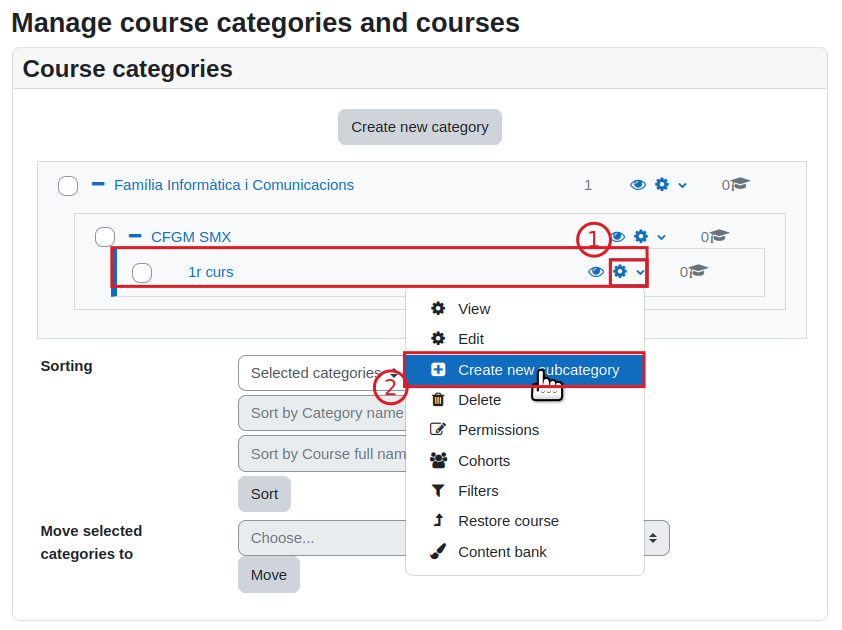 Manage course categories and courses
Course categories
Create new category
Família Informàtica i Comunicacions 1 0
CFGM SMX 1 0
1r curs 0
View
Edit
Sorting
Selected categories
2 Create new subcategory
Delete
Sort by Category name
Permissions
Sort by Course full nam
Cohorts
Sort
Filters
Move selected
categories to
Restore course
Choose...
Content bank
Move